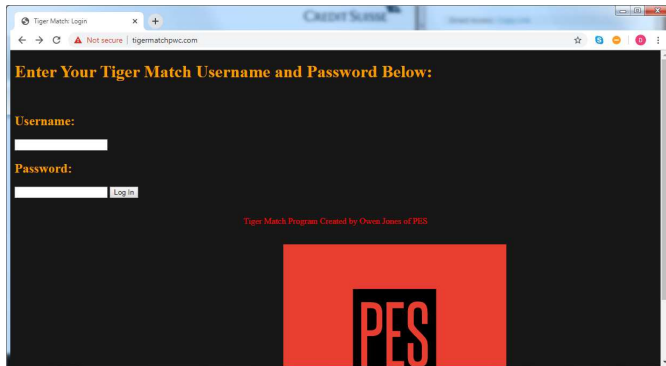 CREDIT SUISSE
Tiger Match: Login
Not secure
tigermatchpwc.com
Enter Your Tiger Match Username and Password Below:
Username:
Password:
Log In
Tiger Match Program Created by Owen Jones of PES
PES